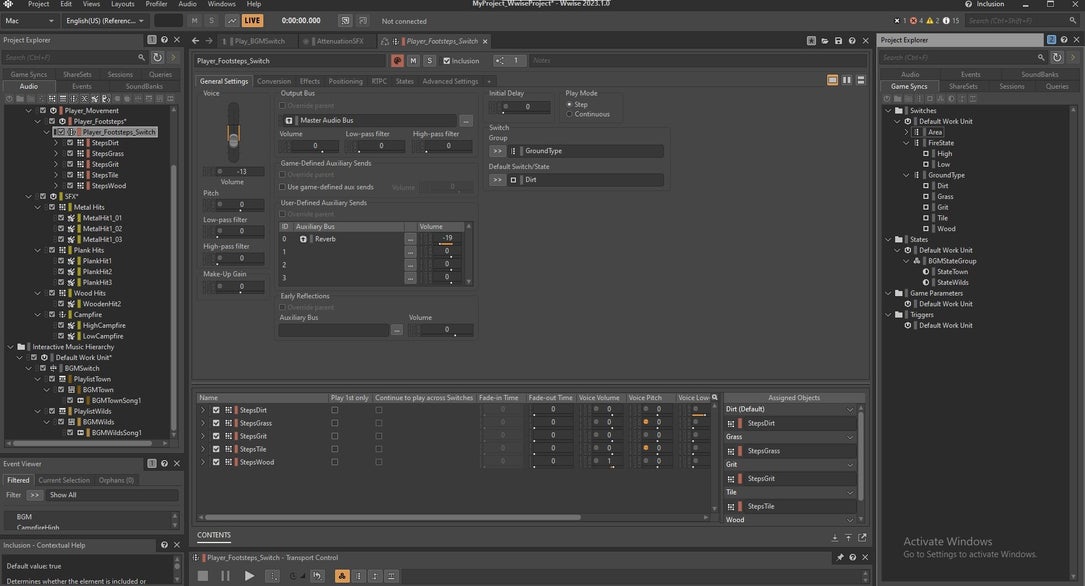 Project Edit Views Layouts Profiler Audio Windows Help
MyProject_WwiseProject* - Wwise 2023.1.0
Inclusion
Mac
English(US) (Referenc...
M S
LIVE
0:00:00.000
Not connected
1 4 2 15
Search (Ctrl+Shift+F)
Project Explorer
1
Search (Ctrl+F)
Game Syncs ShareSets Sessions Queries
Audio Events SoundBanks
Player_Movement
Player_Footsteps*
Player_Footsteps_Switch
StepsDirt
StepsGrass
StepsGrit
StepsTile
StepsWood
SFX*
Metal Hits
MetalHit1_01
MetalHit1_02
MetalHit1_03
Plank Hits
PlankHit1
PlankHit2
PlankHit3
Wood Hits
WoodenHit2
Campfire
HighCampfire
LowCampfire
Interactive Music Hierarchy
Default Work Unit*
BGMSwitch
PlaylistTown
BGMTown
BGMTownSong1
PlaylistWilds
BGMWilds
BGMWildsSong1
Event Viewer
1
Filtered Current Selection Orphans (0)
Filter >> Show All
BGM
CampfireHigh
Inclusion - Contextual Help
Default value: true
Determines whether the element is included or
Play_BGMSwitch AttenuationSFX Player_Footsteps_Switch
Player_Footsteps_Switch
M S
Inclusion
1
Notes
General Settings Conversion Effects Positioning RTPC States Advanced Settings +
Voice
-13
Volume
Pitch
0
Low-pass filter
0
High-pass filter
0
Make-Up Gain
0
Output Bus
Override parent
Master Audio Bus
...
Volume Low-pass filter High-pass filter
0 0 0
Game-Defined Auxiliary Sends
Override parent
Use game-defined aux sends Volume 0
User-Defined Auxiliary Sends
Override parent
ID Auxiliary Bus Volume
0 Reverb ... -19
1 ... 0
2 ... 0
3 ... 0
Early Reflections
Override parent
Auxiliary Bus Volume
... 0
Initial Delay
0
Play Mode
Step
Continuous
Switch
Group
>> GroundType
Default Switch/State
>> Dirt
Name Play 1st only Continue to play across Switches Fade-in Time Fade-out Time Voice Volume Voice Pitch Voice Low-
StepsDirt 0 0 0 0
StepsGrass 0 0 0 0
StepsGrit 0 0 0 0
StepsTile 0 0 0 0
StepsWood 0 0 1 0
Assigned Objects
Dirt (Default)
StepsDirt
Grass
StepsGrass
Grit
StepsGrit
Tile
StepsTile
Wood
CONTENTS
Player_Footsteps_Switch - Transport Control
Project Explorer
2
Search (Ctrl+F)
Audio Events SoundBanks
Game Syncs ShareSets Sessions Queries
Switches
Default Work Unit
Area
FireState
High
Low
GroundType
Dirt
Grass
Grit
Tile
Wood
States
Default Work Unit
BGMStateGroup
StateTown
StateWilds
Game Parameters
Default Work Unit
Triggers
Default Work Unit
Activate Windows
Go to Settings to activate Windows.